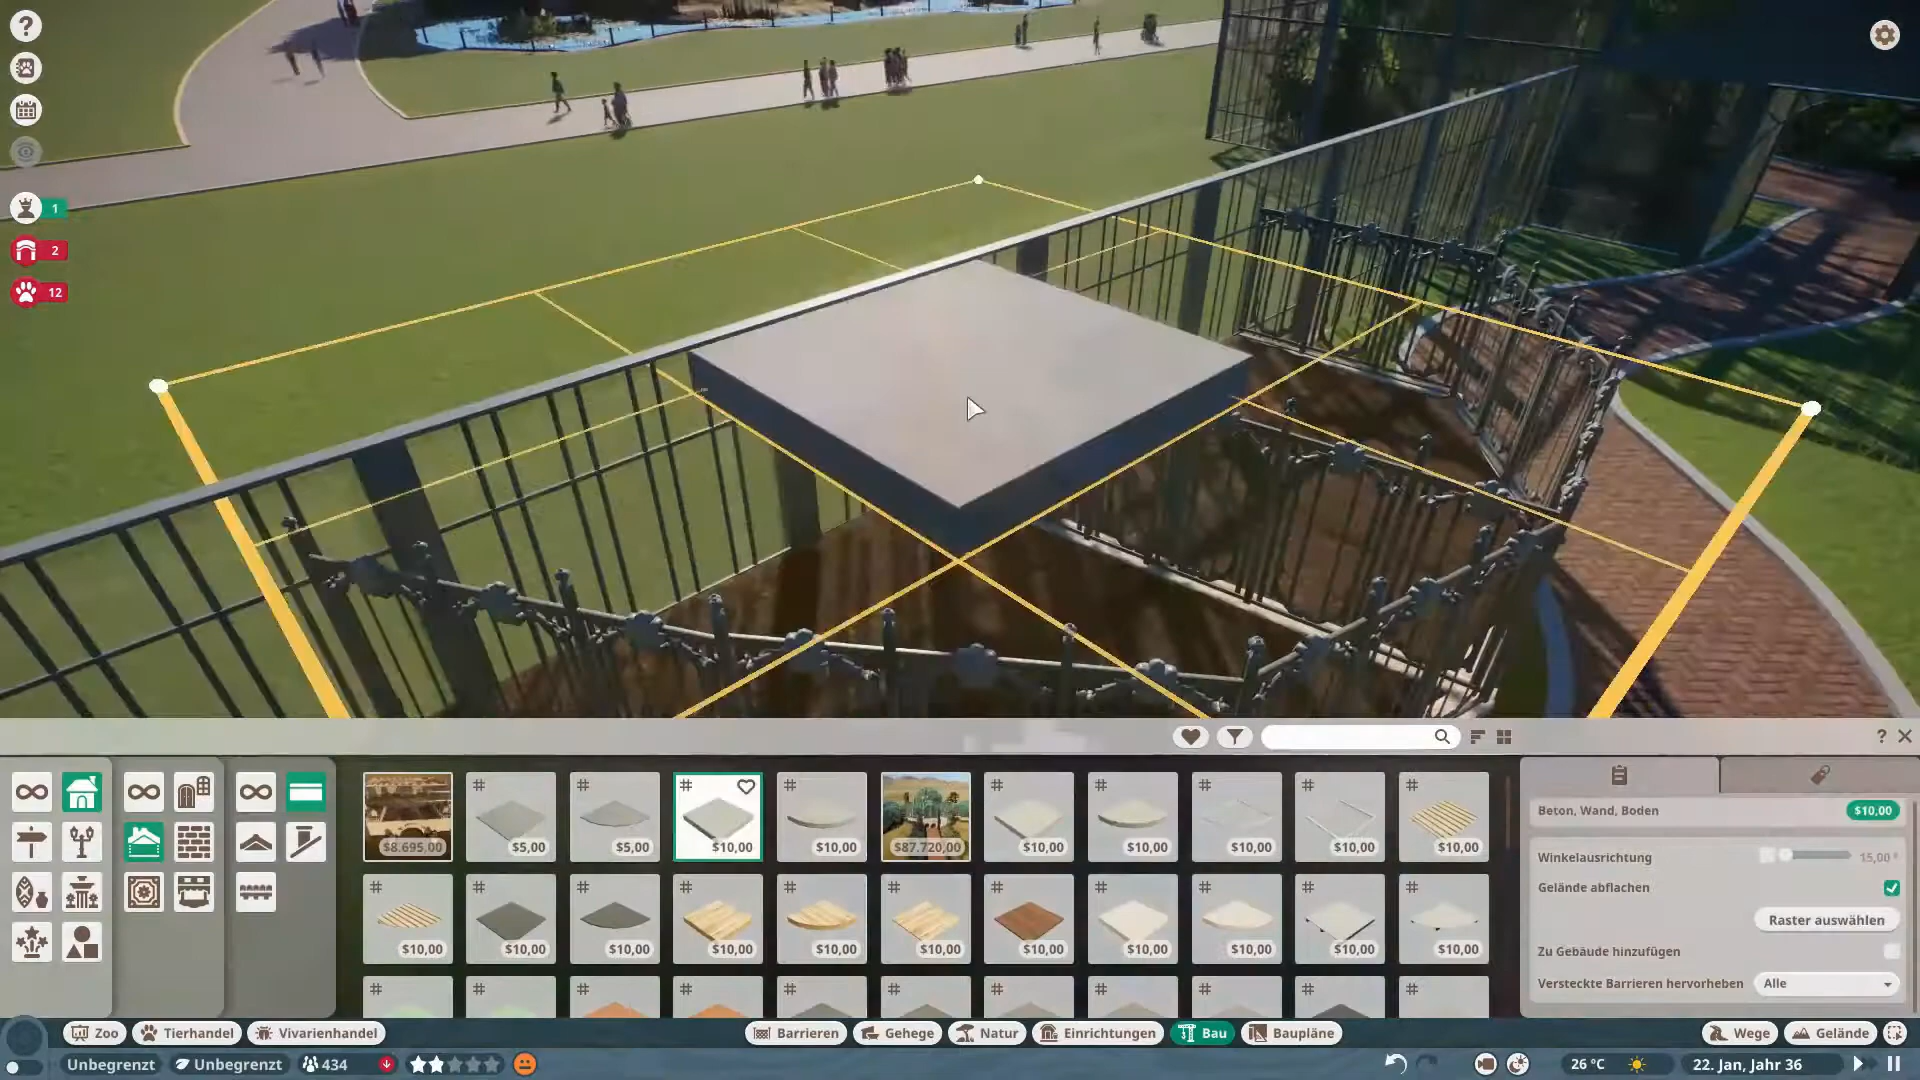 ?
1
2
12
? ×
$8.695,00 $5,00 $5,00 $10,00 $10,00 $87.720,00 $10,00 $10,00 $10,00 $10,00 $10,00
$10,00 $10,00 $10,00 $10,00 $10,00 $10,00 $10,00 $10,00 $10,00 $10,00 $10,00
Beton, Wand, Boden $10,00
Winkelausrichtung 15,00°
Gelände abflachen
Raster auswählen
Zu Gebäude hinzufügen
Versteckte Barrieren hervorheben Alle
Zoo Tierhandel Vivarienhandel Barrieren Gehege Natur Einrichtungen Bau Baupläne Wege Gelände
Unbegrenzt Unbegrenzt 434 26 °C 22. Jan, Jahr 36